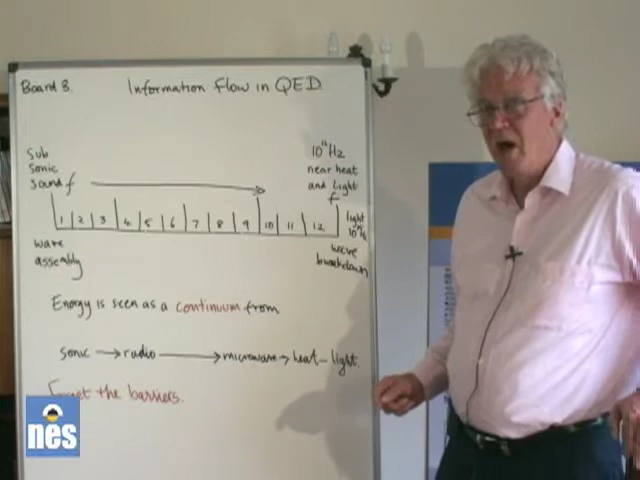 Board 8. Information Flow in QED.
Sub
sonic
sound f
10¹¹Hz
near heat
and light
f
1 2 3 4 5 6 7 8 9 10 11 12
light
wave
assembly
wave
breakdown
Energy is seen as a continuum from
sonic → radio → microwave → heat – light.
Forget the barriers.
nes